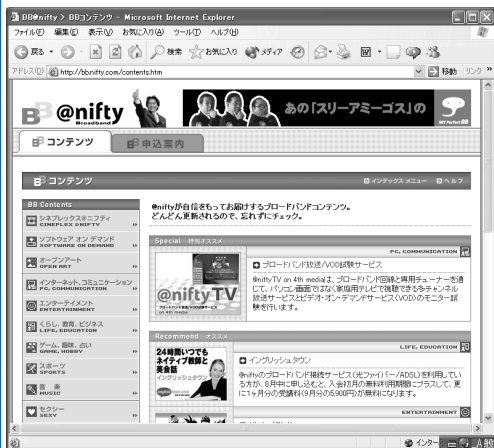 BB@nifty > BBコンテンツ - Microsoft Internet Explorer
ファイル(F) 編集(E) 表示(V) お気に入り(A) ツール(T) ヘルプ(H)
戻る 検索 お気に入り メディア
アドレス(D) http://bb.nifty.com/contents.htm 移動 リンク »
BB @nifty Broadband あの「スリーアミーゴス」の
BB コンテンツ BB 申込案内
BB コンテンツ インデックス メニュー ヘルプ
BB Contents
シネプレックス@ニフティ
CINEPLEX @NIFTY
ソフトウェア オン デマンド
SOFTWARE ON DEMAND
オープンアート
OPEN ART
インターネット、コミュニケーション
PC, COMMUNICATION
エンターテイメント
ENTERTAINMENT
くらし、教育、ビジネス
LIFE, EDUCATION
ゲーム、趣味、占い
GAME, HOBBY
スポーツ
SPORTS
音 楽
MUSIC
セクシー
SEXY
@niftyが自信をもってお届けするブロードバンドコンテンツ。
どんどん更新されるので、忘れずにチェック。
Special 特別オススメ
PC, COMMUNICATION
@niftyTV
on 4th media
ブロードバンド放送/VOD試験サービス
@niftyTV on 4th mediaは、ブロードバンド回線と専用チューナーを通
じて、パソコン画面ではなく家庭用テレビで視聴できる多チャンネル
放送サービスとビデオ・オン・デマンドサービス(VOD)のモニター試
験を行います。
Recommend オススメ
LIFE, EDUCATION
24時間いつでも
ネイティブ教師と
英会話
イングリッシュタウン
イングリッシュタウン
@niftyのブロードバンド接続サービス(光ファイバー/ADSL)を利用してい
る方が、8月中に申し込むと、入会初月の無料利用期間にプラスして、更
に1ヶ月分の受講料(9月分の5,900円)が無料になります。
ENTERTAINMENT
インター